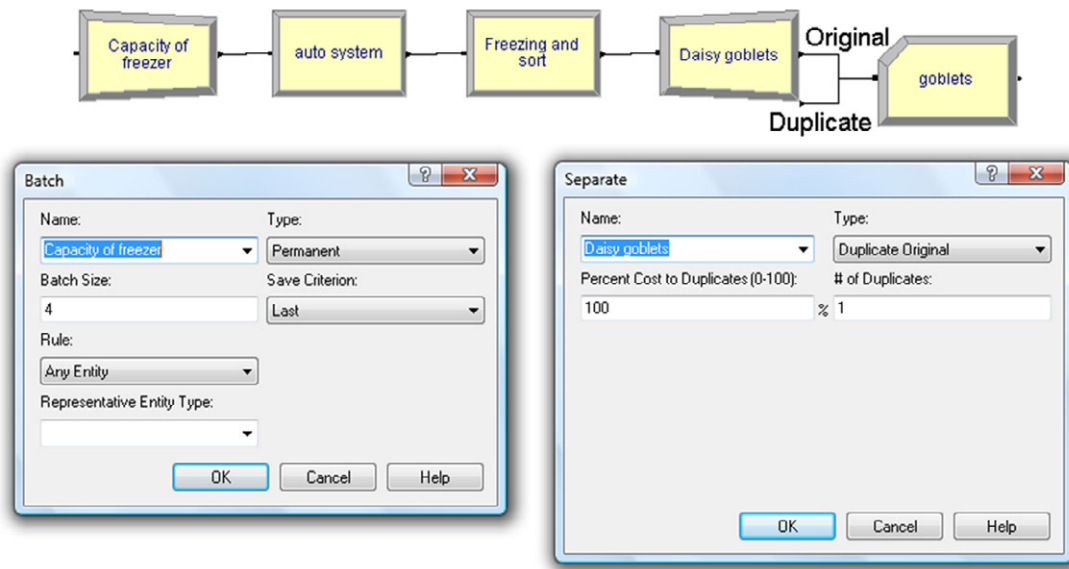 Capacity of
freezer
auto system
Freezing and
sort
Daisy goblets
Original
Duplicate
goblets
Batch
?
X
Name:
Type:
Capacity of freezer
Permanent
Batch Size:
Save Criterion:
4
Last
Rule:
Any Entity
Representative Entity Type:
OK
Cancel
Help
Separate
?
X
Name:
Type:
Daisy goblets
Duplicate Original
Percent Cost to Duplicates (0-100):
# of Duplicates:
100
%
1
OK
Cancel
Help